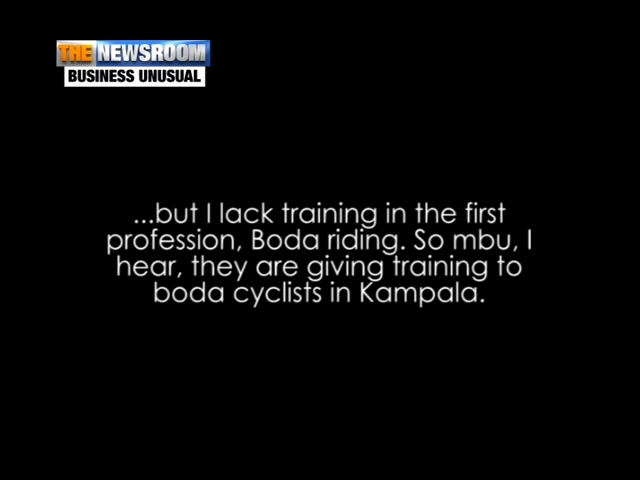 THE NEWSROOM
BUSINESS UNUSUAL
...but I lack training in the first
profession, Boda riding. So mbu, I
hear, they are giving training to
boda cyclists in Kampala.